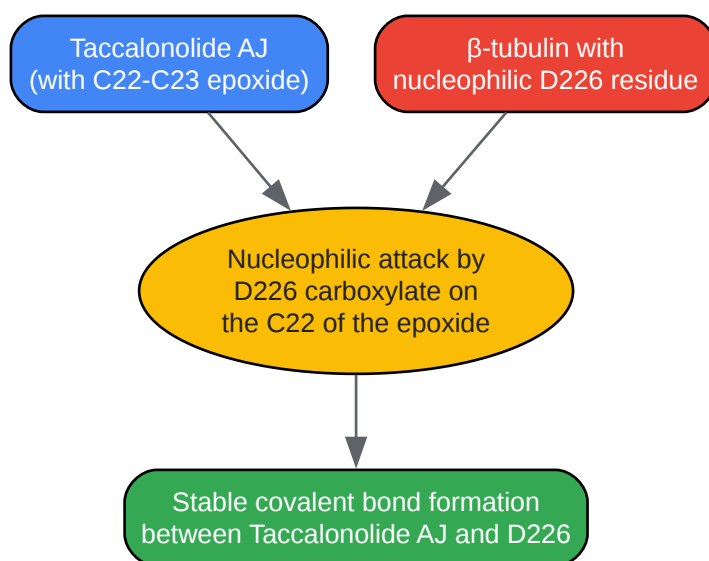 Taccalonolide AJ
(with C22-C23 epoxide)
β-tubulin with
nucleophilic D226 residue
Nucleophilic attack by
D226 carboxylate on
the C22 of the epoxide
Stable covalent bond formation
between Taccalonolide AJ and D226